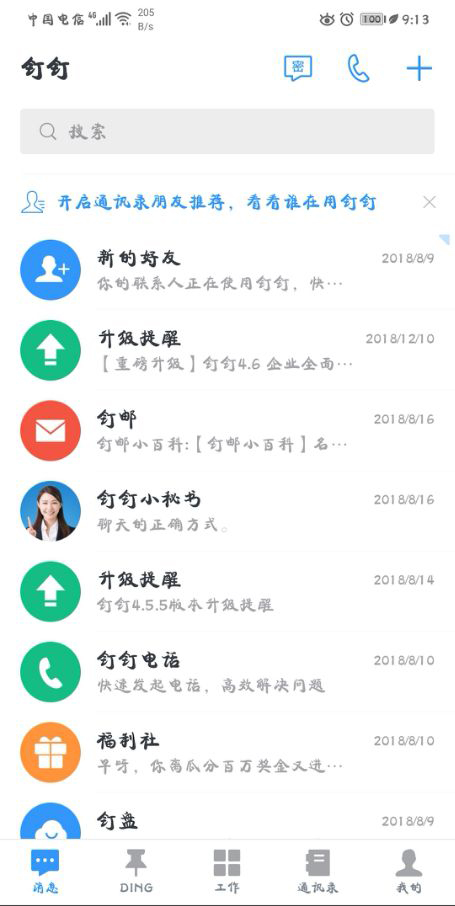 中国电信 4G 205 B/s 100 9:13
钉钉 密
搜索
开启通讯录朋友推荐，看看谁在用钉钉
新的好友 2018/8/9
你的联系人正在使用钉钉，快…
升级提醒 2018/12/10
【重磅升级】钉钉4.6 企业全面…
钉邮 2018/8/16
钉邮小百科:【钉邮小百科】名…
钉钉小秘书 2018/8/16
聊天的正确方式。
升级提醒 2018/8/14
钉钉4.5.5版本升级提醒
钉钉电话 2018/8/10
快速发起电话，高效解决问题
福利社 2018/8/10
早呀，你离瓜分百万奖金又进…
钉盘 2018/8/9
消息 DING 工作 通讯录 我的